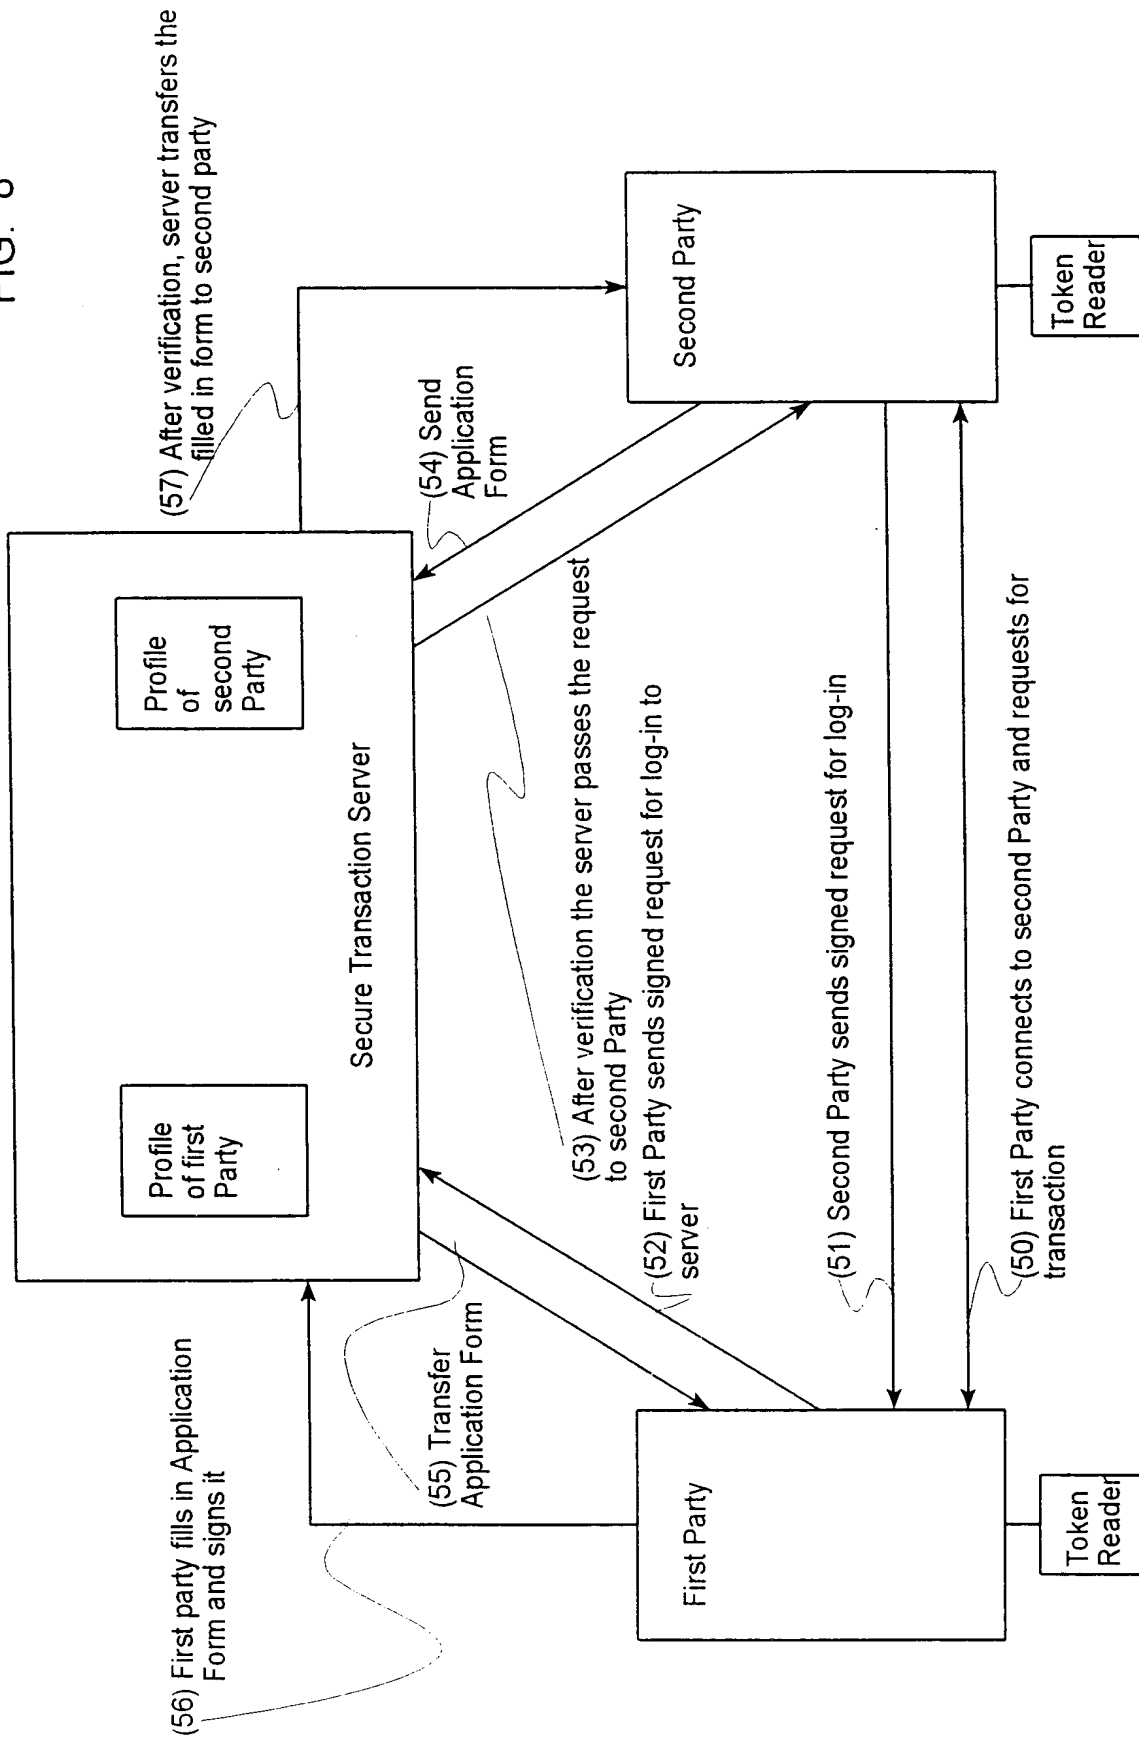 FIG.
(57) After verification, server transfers the
filled in form to second party
(56) First party fills in Application
Form and signs it
Profile
of first
Party
Profile
of
second
Party
Secure Transaction Server
(55) Transfer
Application Form
(54) Send
Application
Form
(53) After verification the server passes the request
to second Party
(52) First Party sends signed request for log-in to
server
First Party
Second Party
(51) Second Party sends signed request for log-in
(50) First Party connects to second Party and requests for
transaction
Token
Reader
Token
Reader